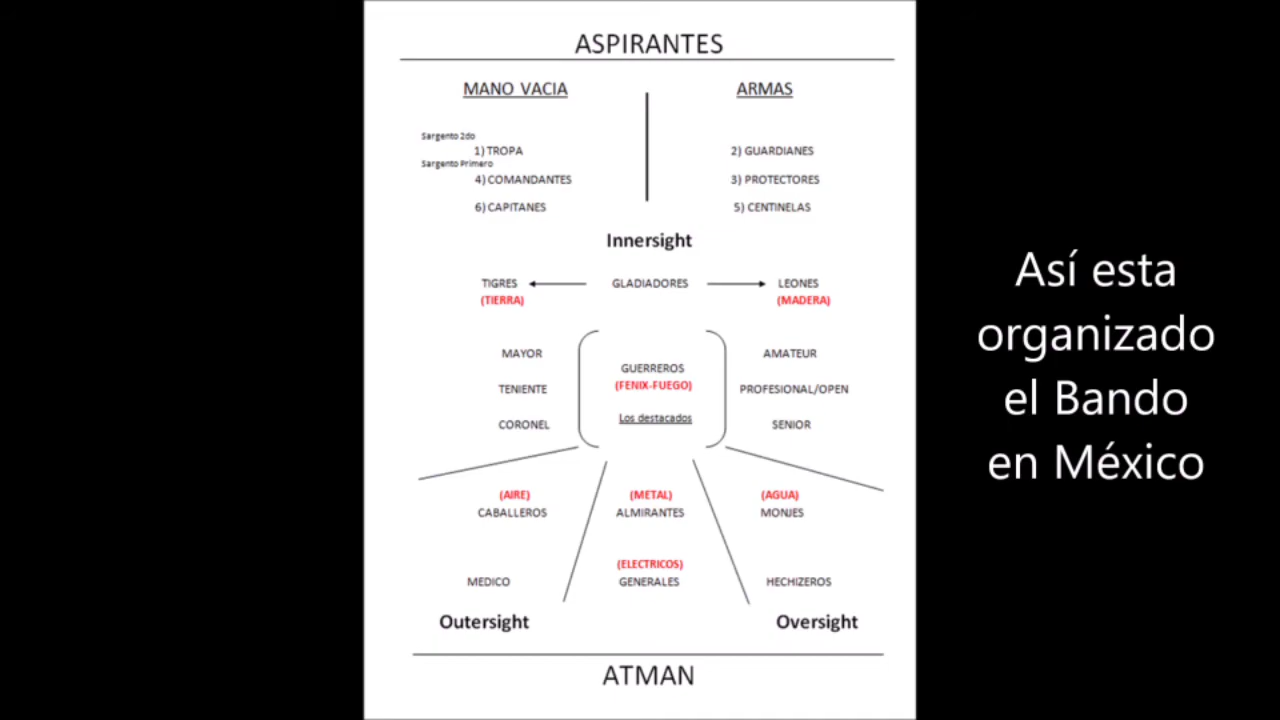 ASPIRANTES
MANO VACIA
ARMAS
Sargento 2do
1) TROPA
2) GUARDIANES
Sargento Primero
4) COMANDANTES
3) PROTECTORES
6) CAPITANES
5) CENTINELAS
Innersight
TIGRES
GLADIADORES
LEONES
(TIERRA)
(MADERA)
MAYOR
AMATEUR
GUERREROS
(FENIX-FUEGO)
TENIENTE
PROFESIONAL/OPEN
Los destacados
CORONEL
SENIOR
(AIRE)
(METAL)
(AGUA)
CABALLEROS
ALMIRANTES
MONJES
(ELECTRICOS)
MEDICO
GENERALES
HECHIZEROS
Outersight
Oversight
ATMAN
Así esta
organizado
el Bando
en México